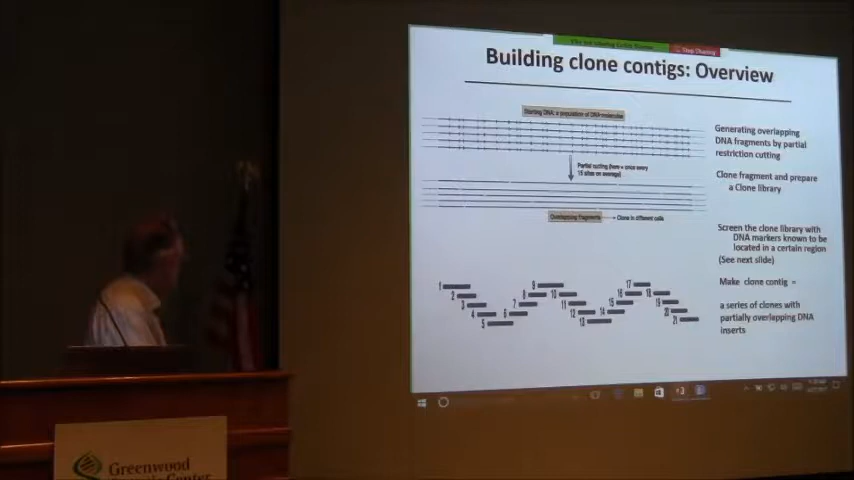 Stop Sharing
Building clone contigs: Overview
Starting DNA: a population of DNA molecules
Generating overlapping
DNA fragments by partial
restriction cutting
Partial cutting (here = once every
15 sites on average)
Clone fragment and prepare
a Clone library
Overlapping fragments
= Clone in different cells
Screen the clone library with
DNA markers known to be
located in a certain region
(See next slide)
Make clone contig =
a series of clones with
partially overlapping DNA
inserts
1
2
3
4
5
6
7
8
9
10
11
12
13
14
15
16
17
18
19
20
21
Greenwood
Genetic Center